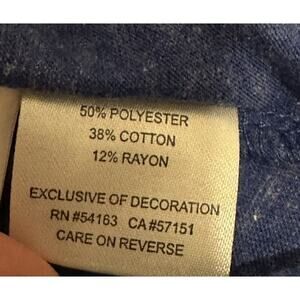 50% POLYESTER
38% COTTON
12% RAYON
EXCLUSIVE OF DECORATION
RN #54163 CA #57151
CARE ON REVERSE